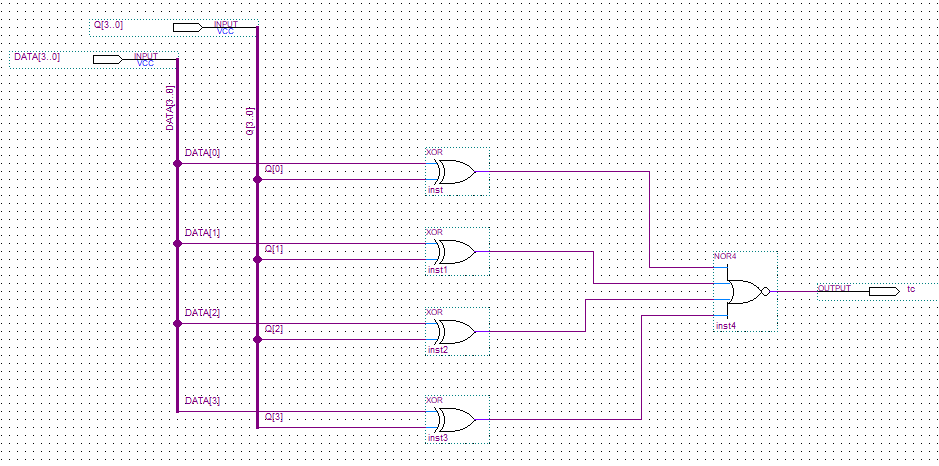 Q[3..0] INPUT
VCC
DATA[3..0] INPUT
VCC
DATA[3..0]
Q[3..0]
DATA[0]
Q[0]
XOR
inst
DATA[1]
Q[1]
XOR
inst1
NOR4
inst4
OUTPUT tc
DATA[2]
Q[2]
XOR
inst2
DATA[3]
Q[3]
XOR
inst3